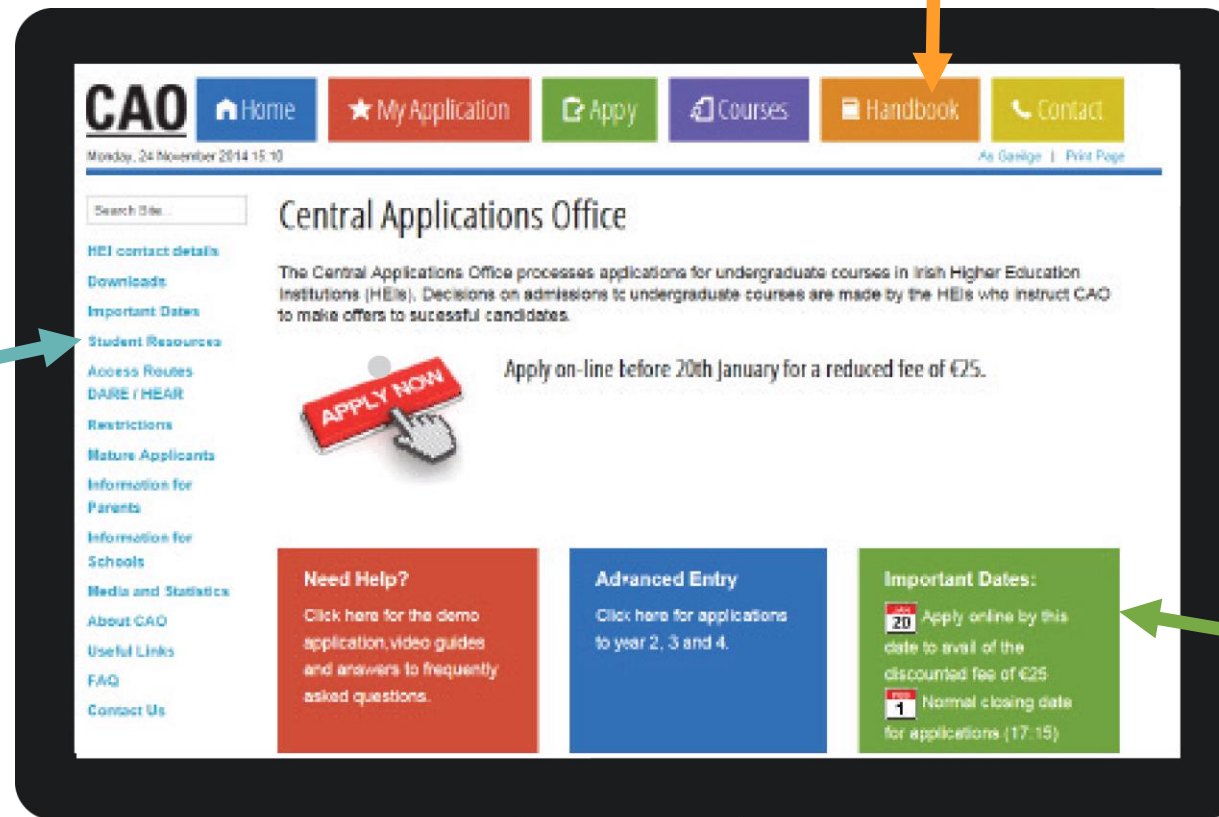 CAO
Home
My Application
Appy
Courses
Handbook
Contact
Monday, 24 November 2014 15:10
As Gaeilge | Print Page
Search Site...
HEI contact details
Downloads
Important Dates
Student Resources
Access Routes
DARE / HEAR
Restrictions
Mature Applicants
Information for
Parents
Information for
Schools
Media and Statistics
About CAO
Useful Links
FAQ
Contact Us
Central Applications Office
The Central Applications Office processes applications for undergraduate courses in Irish Higher Education
Institutions (HEIs). Decisions on admissions to undergraduate courses are made by the HEIs who instruct CAO
to make offers to sucessful candidates.
APPLY NOW
Apply on-line before 20th January for a reduced fee of €25.
Need Help?
Click here for the demo
application,video guides
and answers to frequently
asked questions.
Advanced Entry
Click here for applications
to year 2, 3 and 4.
Important Dates:
JAN
20 Apply online by this
date to avail of the
discounted fee of €25
FEB
1 Normal closing date
for applications (17:15)